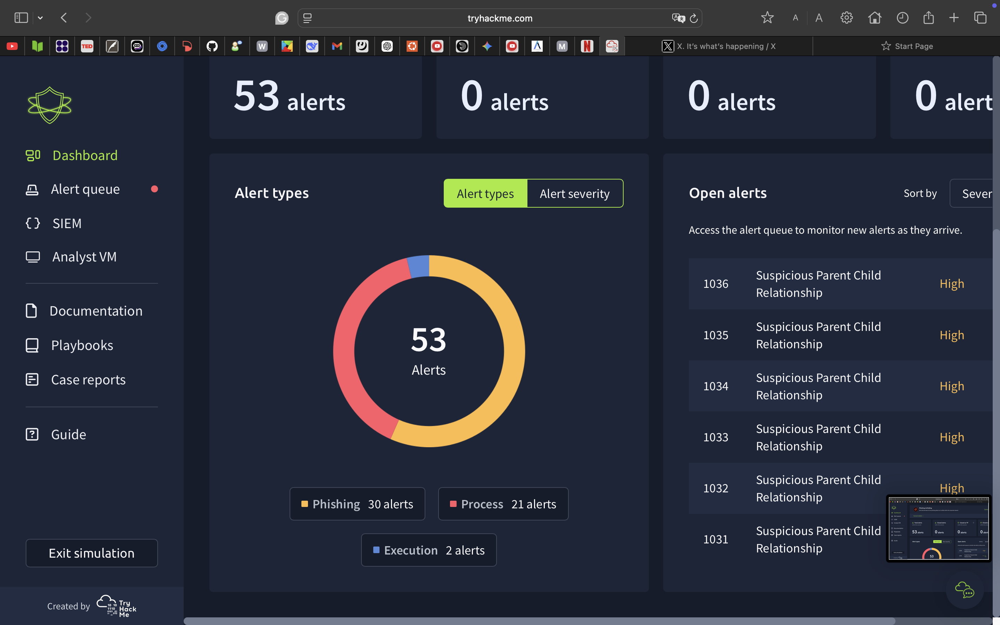 tryhackme.com
X. It's what's happening / X
Start Page
53 alerts
0 alerts
0 alerts
0 alert
Dashboard
Alert queue
SIEM
Analyst VM
Documentation
Playbooks
Case reports
Guide
Exit simulation
Created by
Try
Hack
Me
Alert types
Alert types
Alert severity
53
Alerts
Phishing 30 alerts
Process 21 alerts
Execution 2 alerts
Open alerts
Sort by
Sever
Access the alert queue to monitor new alerts as they arrive.
1036
Suspicious Parent Child
Relationship
High
1035
Suspicious Parent Child
Relationship
High
1034
Suspicious Parent Child
Relationship
High
1033
Suspicious Parent Child
Relationship
High
1032
Suspicious Parent Child
Relationship
High
1031
Suspicious Parent Child
Relationship